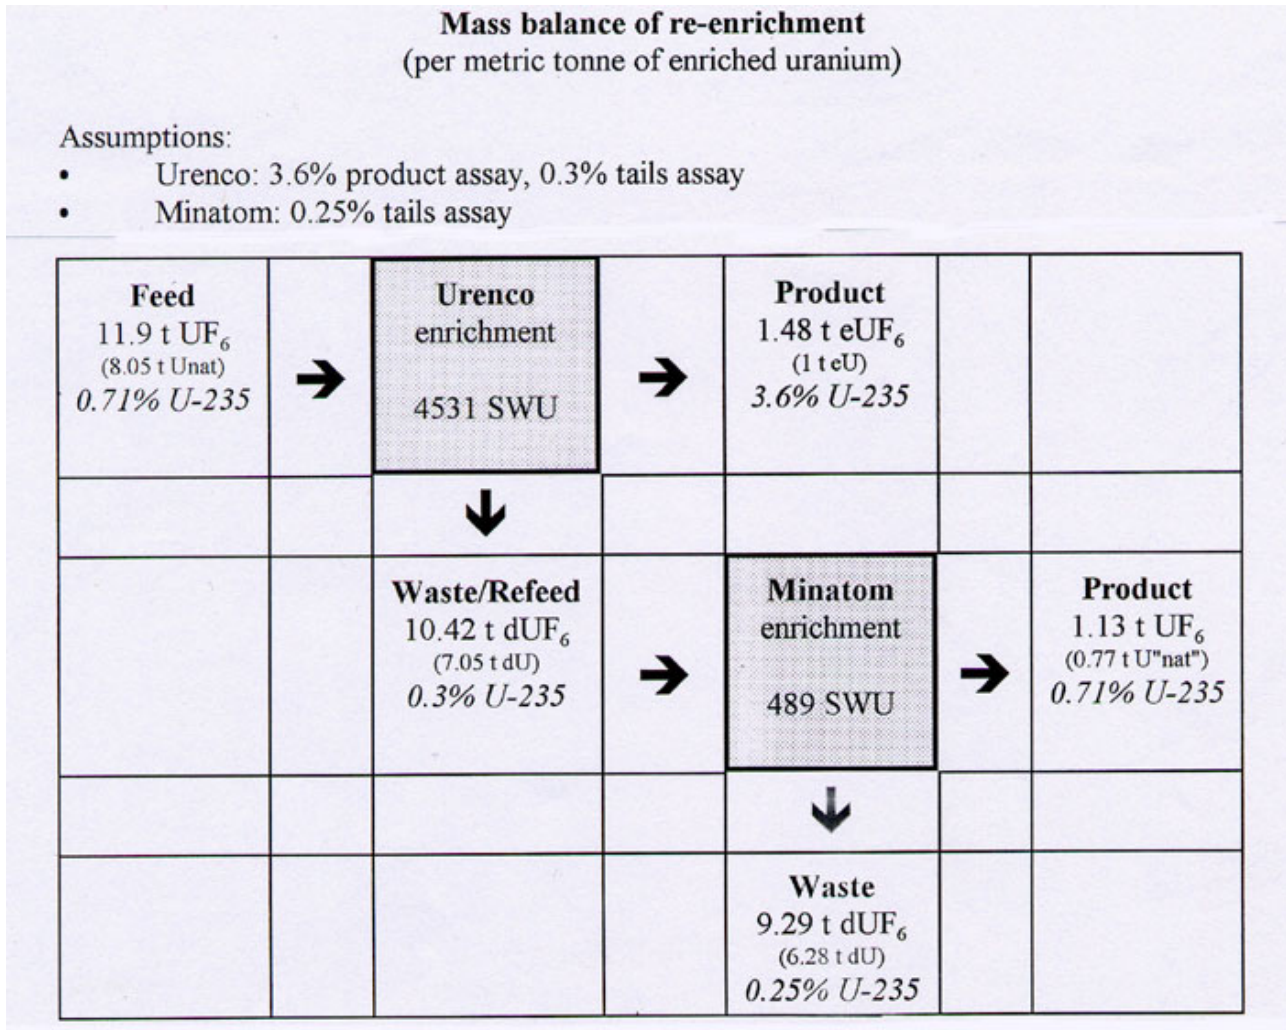 Mass balance of re-enrichment
(per metric tonne of enriched uranium)
Assumptions:
• Urenco: 3.6% product assay, 0.3% tails assay
• Minatom: 0.25% tails assay
Feed
11.9 t UF₆
(8.05 t Unat)
0.71% U-235
➔
Urenco
enrichment
4531 SWU
➔
Product
1.48 t eUF₆
(1 t eU)
3.6% U-235
🡫
Waste/Refeed
10.42 t dUF₆
(7.05 t dU)
0.3% U-235
➔
Minatom
enrichment
489 SWU
➔
Product
1.13 t UF₆
(0.77 t U"nat")
0.71% U-235
🡫
Waste
9.29 t dUF₆
(6.28 t dU)
0.25% U-235